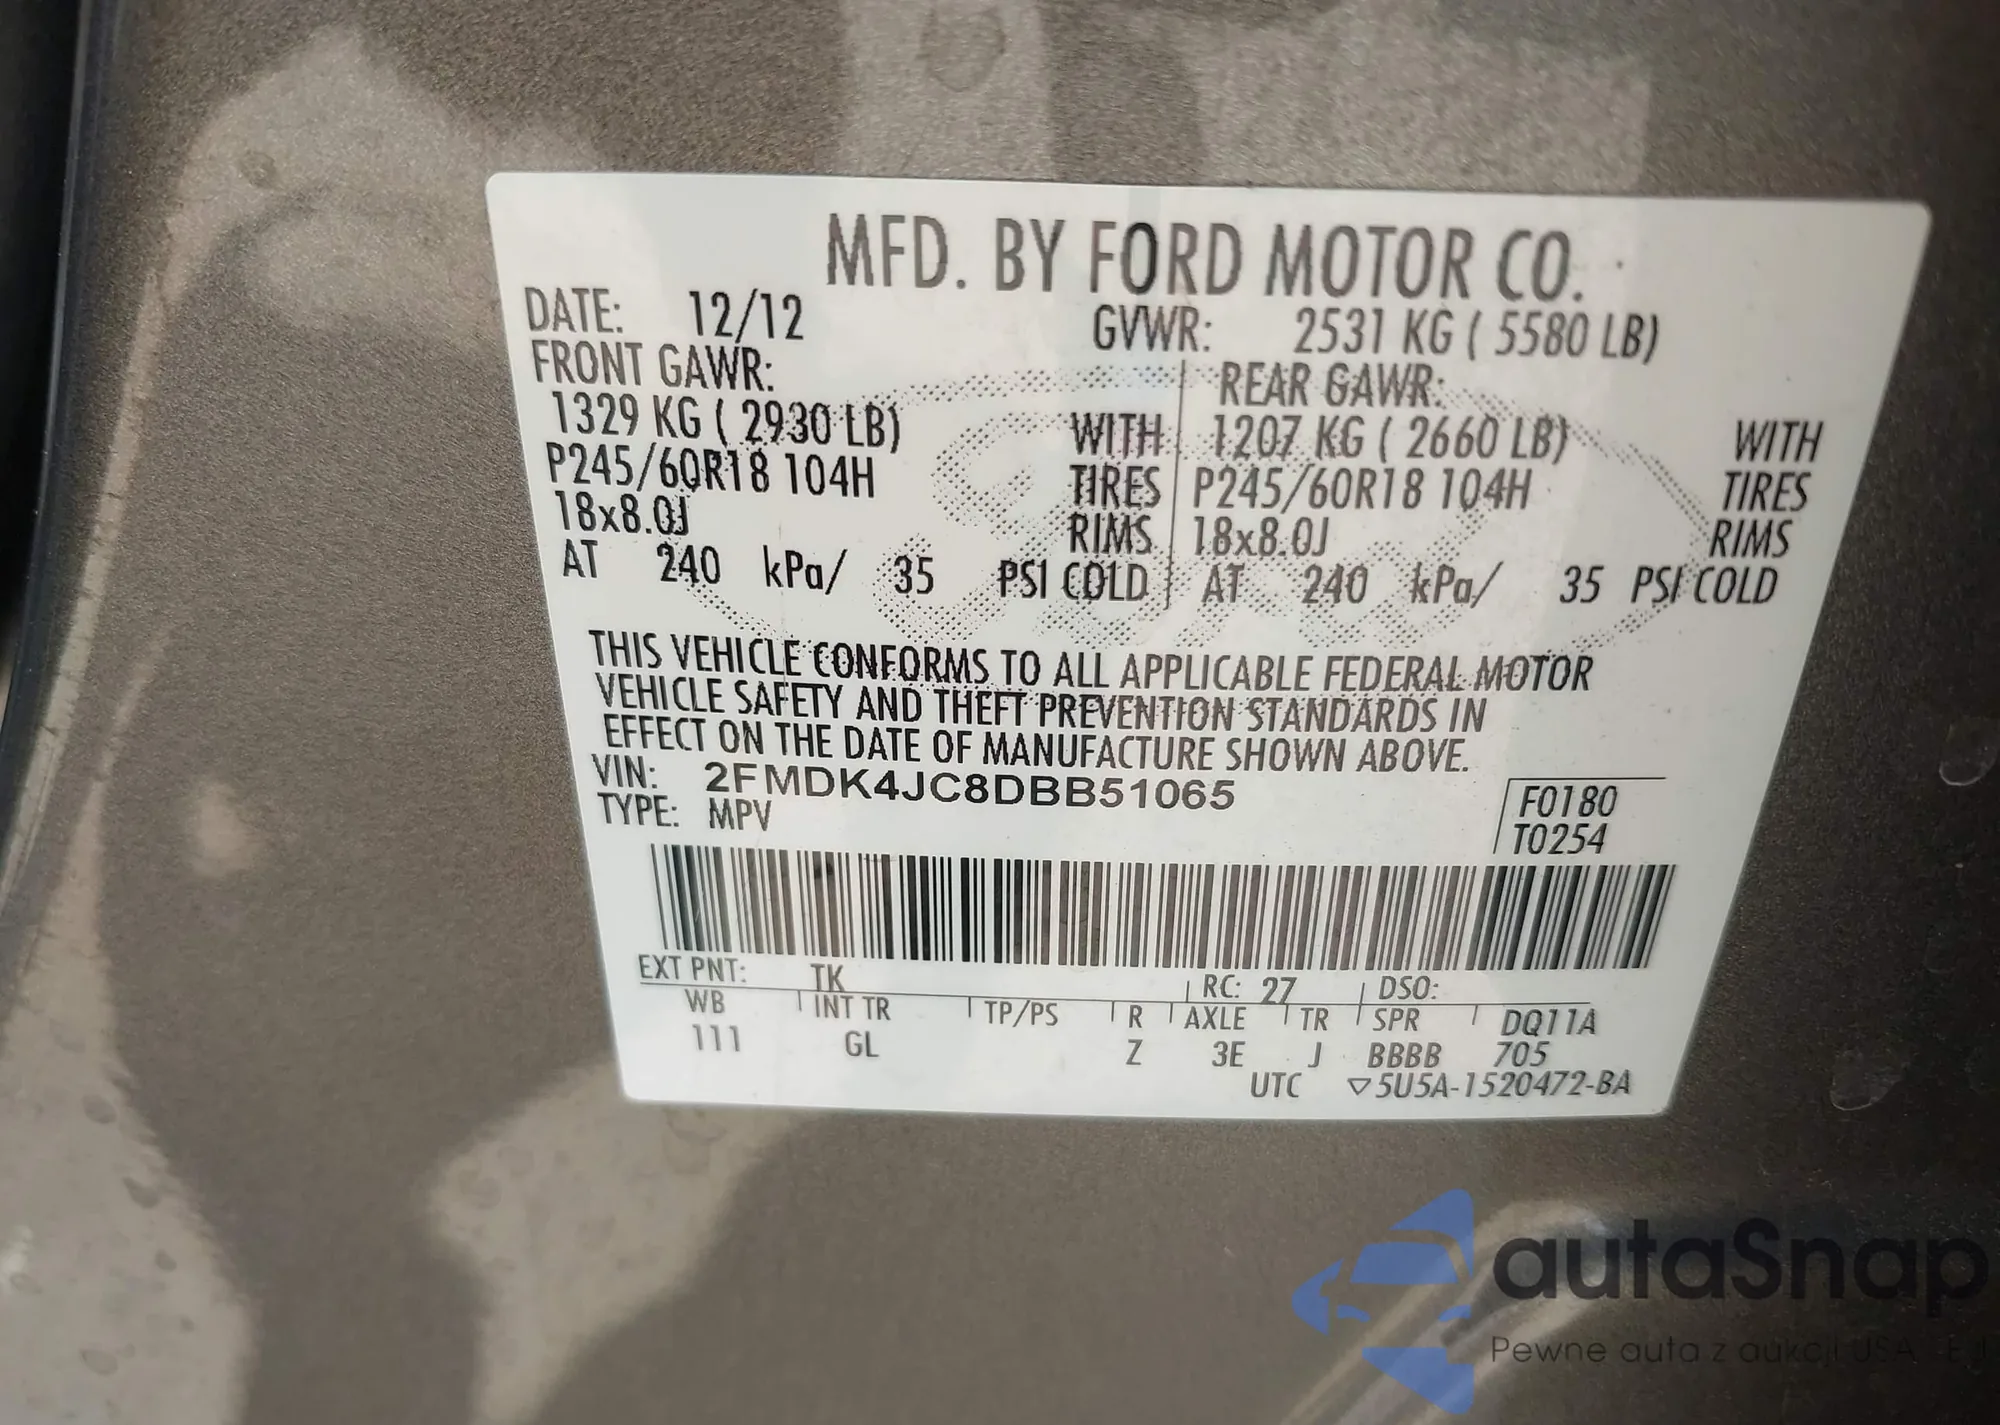 MFD. BY FORD MOTOR CO.
DATE: 12/12 GVWR: 2531 KG ( 5580 LB)
FRONT GAWR: REAR GAWR:
1329 KG ( 2930 LB) WITH 1207 KG ( 2660 LB) WITH
P245/60R18 104H TIRES P245/60R18 104H TIRES
18x8.0J RIMS 18x8.0J RIMS
AT 240 kPa/ 35 PSI COLD AT 240 kPa/ 35 PSI COLD
THIS VEHICLE CONFORMS TO ALL APPLICABLE FEDERAL MOTOR
VEHICLE SAFETY AND THEFT PREVENTION STANDARDS IN
EFFECT ON THE DATE OF MANUFACTURE SHOWN ABOVE.
VIN: 2FMDK4JC8DBB51065
TYPE: MPV
F0180
T0254
EXT PNT: TK RC: 27 DSO:
WB INT TR TP/PS R AXLE TR SPR DQ11A
111 GL Z 3E J BBBB 705
UTC ▽5U5A-1520472-BA
autaSnap
Pewne auta z aukcji USA i EU